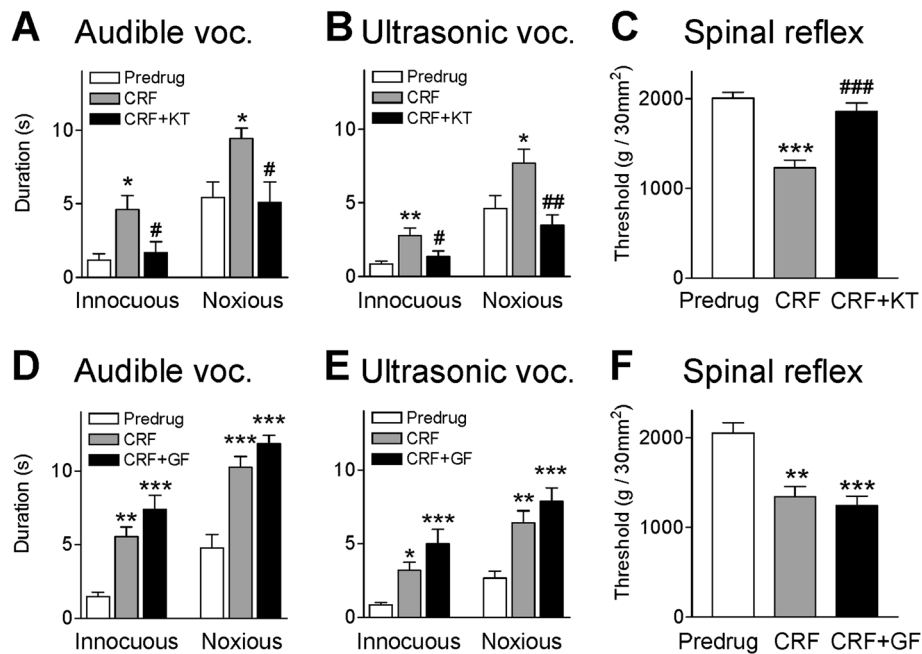 A Audible voc.
Duration (s)
10
5
0
Predrug
CRF
CRF+KT
*
#
*
#
Innocuous Noxious
B Ultrasonic voc.
10
5
0
Predrug
CRF
CRF+KT
**
#
*
##
Innocuous Noxious
C Spinal reflex
Threshold (g / 30mm²)
2000
1000
0
***
###
Predrug CRF CRF+KT
D Audible voc.
Duration (s)
10
5
0
Predrug
CRF
CRF+GF
**
***
***
***
Innocuous Noxious
E Ultrasonic voc.
10
5
0
Predrug
CRF
CRF+GF
*
***
**
***
Innocuous Noxious
F Spinal reflex
Threshold (g / 30mm²)
2000
1000
0
**
***
Predrug CRF CRF+GF